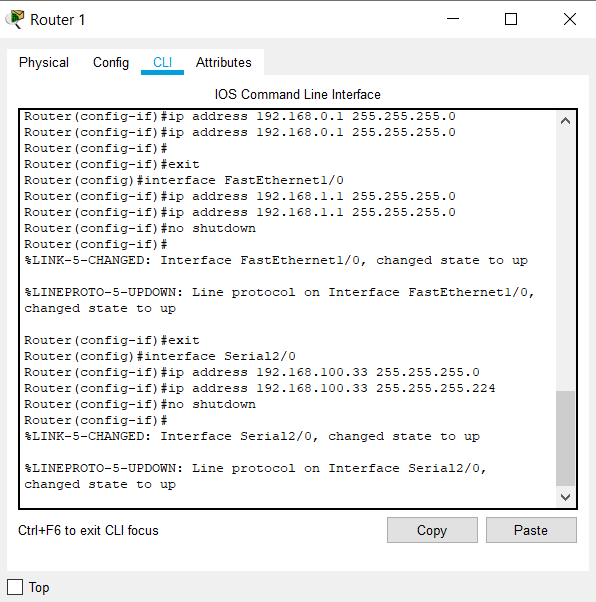 Router 1
Physical Config CLI Attributes
IOS Command Line Interface
Router(config-if)#ip address 192.168.0.1 255.255.255.0
Router(config-if)#ip address 192.168.0.1 255.255.255.0
Router(config-if)#
Router(config-if)#exit
Router(config)#interface FastEthernet1/0
Router(config-if)#ip address 192.168.1.1 255.255.255.0
Router(config-if)#ip address 192.168.1.1 255.255.255.0
Router(config-if)#no shutdown
Router(config-if)#
%LINK-5-CHANGED: Interface FastEthernet1/0, changed state to up
%LINEPROTO-5-UPDOWN: Line protocol on Interface FastEthernet1/0,
changed state to up
Router(config-if)#exit
Router(config)#interface Serial2/0
Router(config-if)#ip address 192.168.100.33 255.255.255.0
Router(config-if)#ip address 192.168.100.33 255.255.255.224
Router(config-if)#no shutdown
Router(config-if)#
%LINK-5-CHANGED: Interface Serial2/0, changed state to up
%LINEPROTO-5-UPDOWN: Line protocol on Interface Serial2/0,
changed state to up
Ctrl+F6 to exit CLI focus Copy Paste
Top